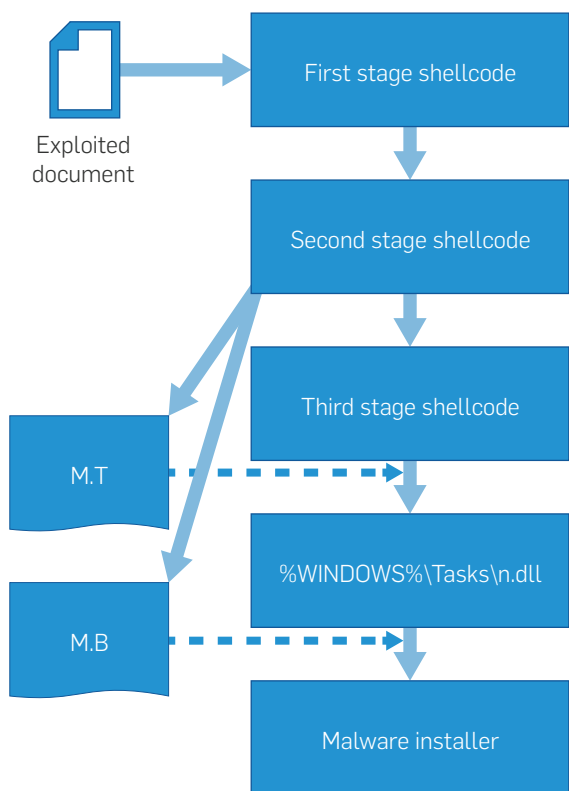 First stage shellcode
Exploited
document
Second stage shellcode
Third stage shellcode
M.T
%WINDOWS%\Tasks\n.dll
M.B
Malware installer